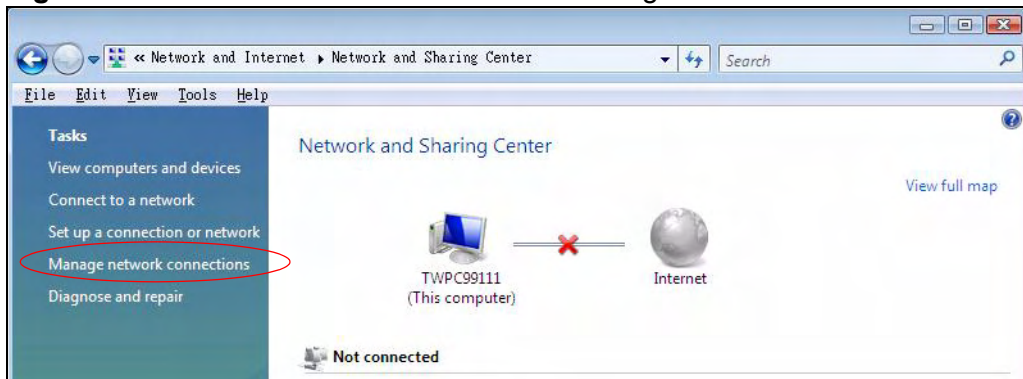 « Network and Internet ▸ Network and Sharing Center
Search
File Edit View Tools Help
Tasks
View computers and devices
Connect to a network
Set up a connection or network
Manage network connections
Diagnose and repair
Network and Sharing Center
View full map
TWPC99111
(This computer)
Internet
Not connected